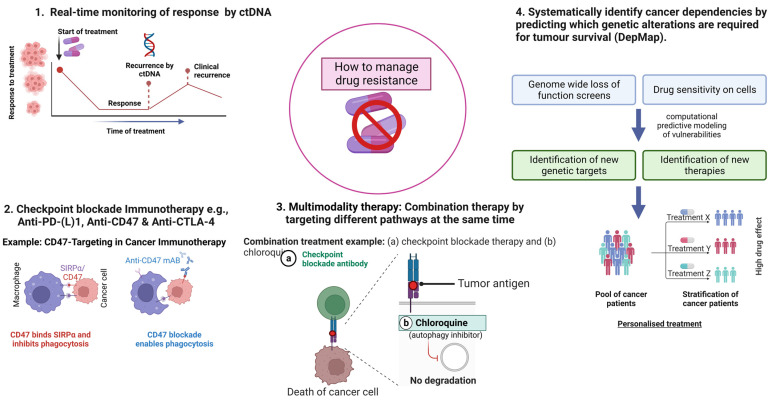 1. Real-time monitoring of response by ctDNA
Start of treatment
Response to treatment
Recurrence by
ctDNA
Clinical
recurrence
Response
Time of treatment
How to manage
drug resistance
4. Systematically identify cancer dependencies by
predicting which genetic alterations are required
for tumour survival (DepMap).
Genome wide loss of
function screens
Drug sensitivity on cells
computational
predictive modeling
of vulnerabilities
Identification of new
genetic targets
Identification of new
therapies
Treatment X
Treatment Y
Treatment Z
High drug effect
Pool of cancer
patients
Stratification of
cancer patients
Personalised treatment
2. Checkpoint blockade Immunotherapy e.g.,
Anti-PD-(L)1, Anti-CD47 & Anti-CTLA-4
Example: CD47-Targeting in Cancer Immunotherapy
Macrophage
SIRPα/
CD47
Cancer cell
Anti-CD47 mAB
CD47 binds SIRPα and
inhibits phagocytosis
CD47 blockade
enables phagocytosis
3. Multimodality therapy: Combination therapy by
targeting different pathways at the same time
Combination treatment example: (a) checkpoint blockade therapy and (b)
chloroquin
a
Checkpoint
blockade antibody
Death of cancer cell
Tumor antigen
b Chloroquine
(autophagy inhibitor)
No degradation